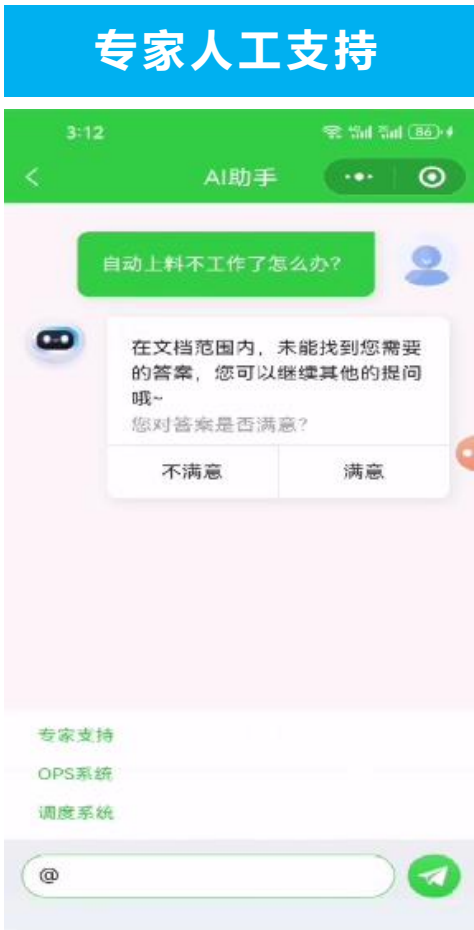 专家人工支持
3:12
86
AI助手
自动上料不工作了怎么办?
在文档范围内,未能找到您需要
的答案,您可以继续其他的提问
哦~
您对答案是否满意?
不满意
满意
专家支持
OPS系统
调度系统
@